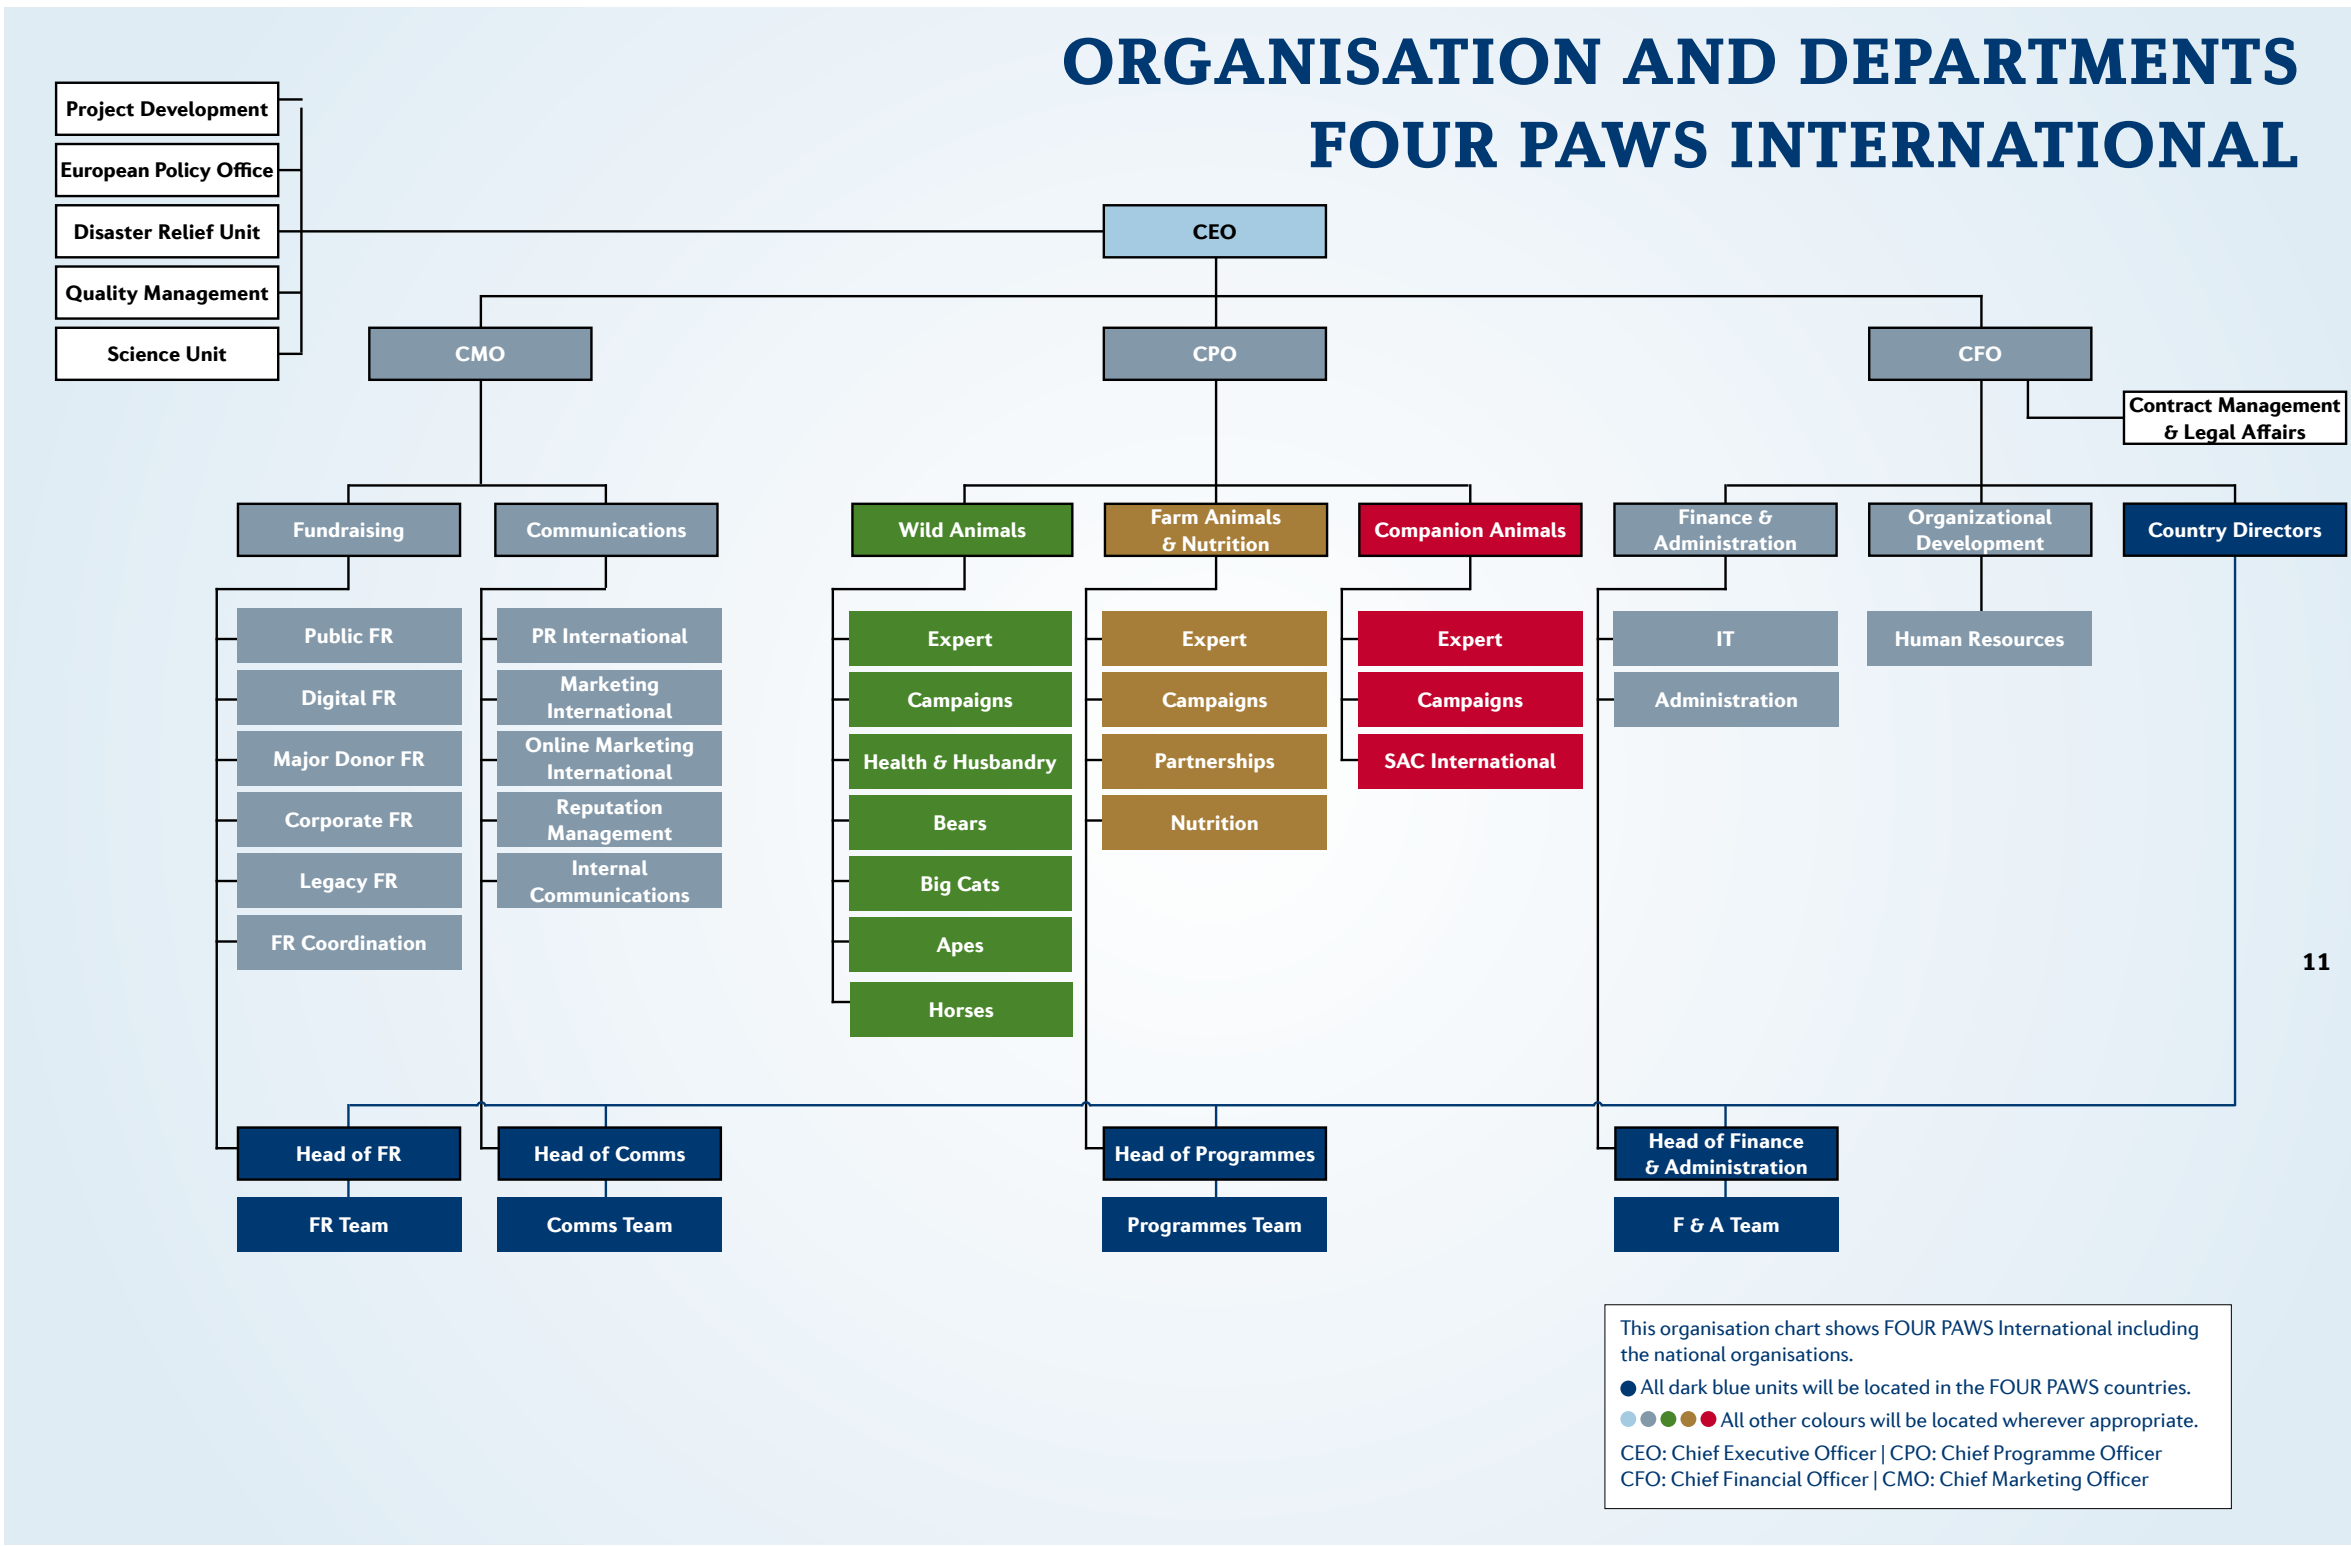 ORGANISATION AND DEPARTMENTS
FOUR PAWS INTERNATIONAL
Project Development
European Policy Office
Disaster Relief Unit
Quality Management
Science Unit
CEO
CMO
CPO
CFO
Contract Management
& Legal Affairs
Fundraising
Communications
Wild Animals
Farm Animals
& Nutrition
Companion Animals
Finance &
Administration
Organizational
Development
Country Directors
Public FR
Digital FR
Major Donor FR
Corporate FR
Legacy FR
FR Coordination
PR International
Marketing
International
Online Marketing
International
Reputation
Management
Internal
Communications
Expert
Campaigns
Health & Husbandry
Bears
Big Cats
Apes
Horses
Expert
Campaigns
Partnerships
Nutrition
Expert
Campaigns
SAC International
IT
Administration
Human Resources
11
Head of FR
Head of Comms
Head of Programmes
Head of Finance
& Administration
FR Team
Comms Team
Programmes Team
F & A Team
This organisation chart shows FOUR PAWS International including
the national organisations.
All dark blue units will be located in the FOUR PAWS countries.
All other colours will be located wherever appropriate.
CEO: Chief Executive Officer | CPO: Chief Programme Officer
CFO: Chief Financial Officer | CMO: Chief Marketing Officer